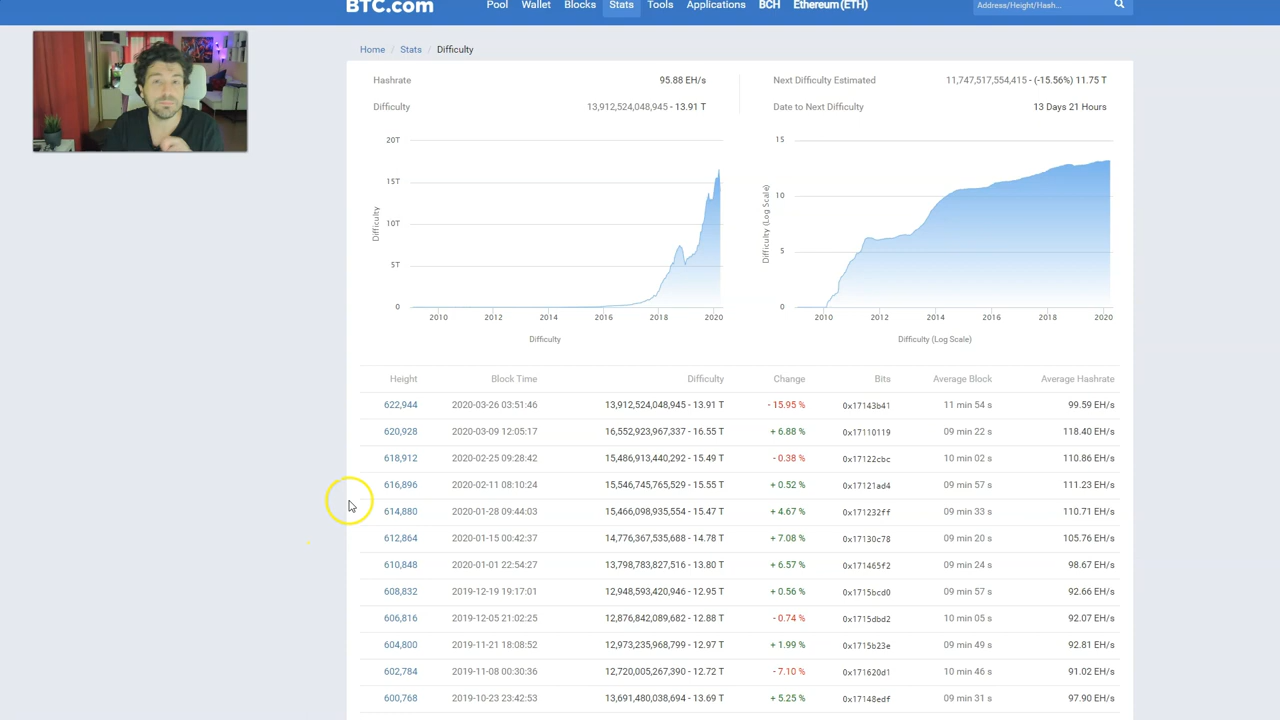 BTC.com Pool Wallet Blocks Stats Tools Applications BCH Ethereum (ETH) Address/Height/Hash...
Home / Stats / Difficulty
Hashrate 95.88 EH/s
Difficulty 13,912,524,048,945 - 13.91 T
Next Difficulty Estimated 11,747,517,554,415 - (-15.56%) 11.75 T
Date to Next Difficulty 13 Days 21 Hours
20T
15T
10T
5T
0
Difficulty
2010 2012 2014 2016 2018 2020
Difficulty
15
10
5
0
Difficulty (Log Scale)
2010 2012 2014 2016 2018 2020
Difficulty (Log Scale)
Height Block Time Difficulty Change Bits Average Block Average Hashrate
622,944 2020-03-26 03:51:46 13,912,524,048,945 - 13.91 T - 15.95 % 0x17143b41 11 min 54 s 99.59 EH/s
620,928 2020-03-09 12:05:17 16,552,923,967,337 - 16.55 T + 6.88 % 0x17110119 09 min 22 s 118.40 EH/s
618,912 2020-02-25 09:28:42 15,486,913,440,292 - 15.49 T - 0.38 % 0x17122cbc 10 min 02 s 110.86 EH/s
616,896 2020-02-11 08:10:24 15,546,745,765,529 - 15.55 T + 0.52 % 0x17121ad4 09 min 57 s 111.23 EH/s
614,880 2020-01-28 09:44:03 15,466,098,935,554 - 15.47 T + 4.67 % 0x171232ff 09 min 33 s 110.71 EH/s
612,864 2020-01-15 00:42:37 14,776,367,535,688 - 14.78 T + 7.08 % 0x17130c78 09 min 20 s 105.76 EH/s
610,848 2020-01-01 22:54:27 13,798,783,827,516 - 13.80 T + 6.57 % 0x171465f2 09 min 24 s 98.67 EH/s
608,832 2019-12-19 19:17:01 12,948,593,420,946 - 12.95 T + 0.56 % 0x1715bcd0 09 min 57 s 92.66 EH/s
606,816 2019-12-05 21:02:25 12,876,842,089,682 - 12.88 T - 0.74 % 0x1715dbd2 10 min 05 s 92.07 EH/s
604,800 2019-11-21 18:08:52 12,973,235,968,799 - 12.97 T + 1.99 % 0x1715b23e 09 min 49 s 92.81 EH/s
602,784 2019-11-08 00:30:36 12,720,005,267,390 - 12.72 T - 7.10 % 0x171620d1 10 min 46 s 91.02 EH/s
600,768 2019-10-23 23:42:53 13,691,480,038,694 - 13.69 T + 5.25 % 0x17148edf 09 min 31 s 97.90 EH/s